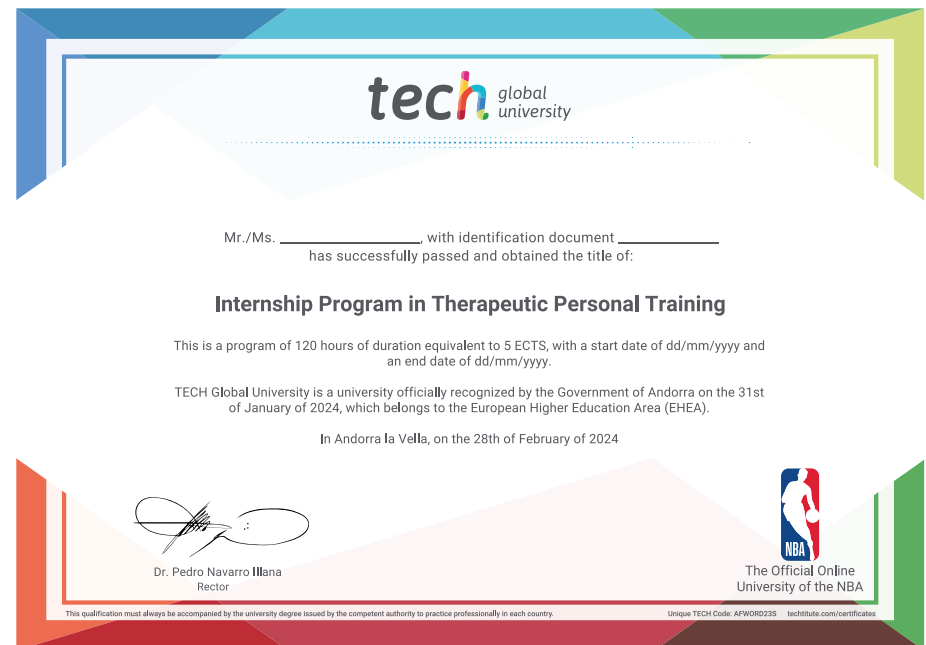 tech global university
Mr./Ms. ____________, with identification document ____________
has successfully passed and obtained the title of:
Internship Program in Therapeutic Personal Training
This is a program of 120 hours of duration equivalent to 5 ECTS, with a start date of dd/mm/yyyy and
an end date of dd/mm/yyyy.
TECH Global University is a university officially recognized by the Government of Andorra on the 31st
of January of 2024, which belongs to the European Higher Education Area (EHEA).
In Andorra la Vella, on the 28th of February of 2024
Dr. Pedro Navarro Illana
Rector
NBA
The Official Online
University of the NBA
This qualification must always be accompanied by the university degree issued by the competent authority to practice professionally in each country.
Unique TECH Code: AFWORD23S techtitute.com/certificates